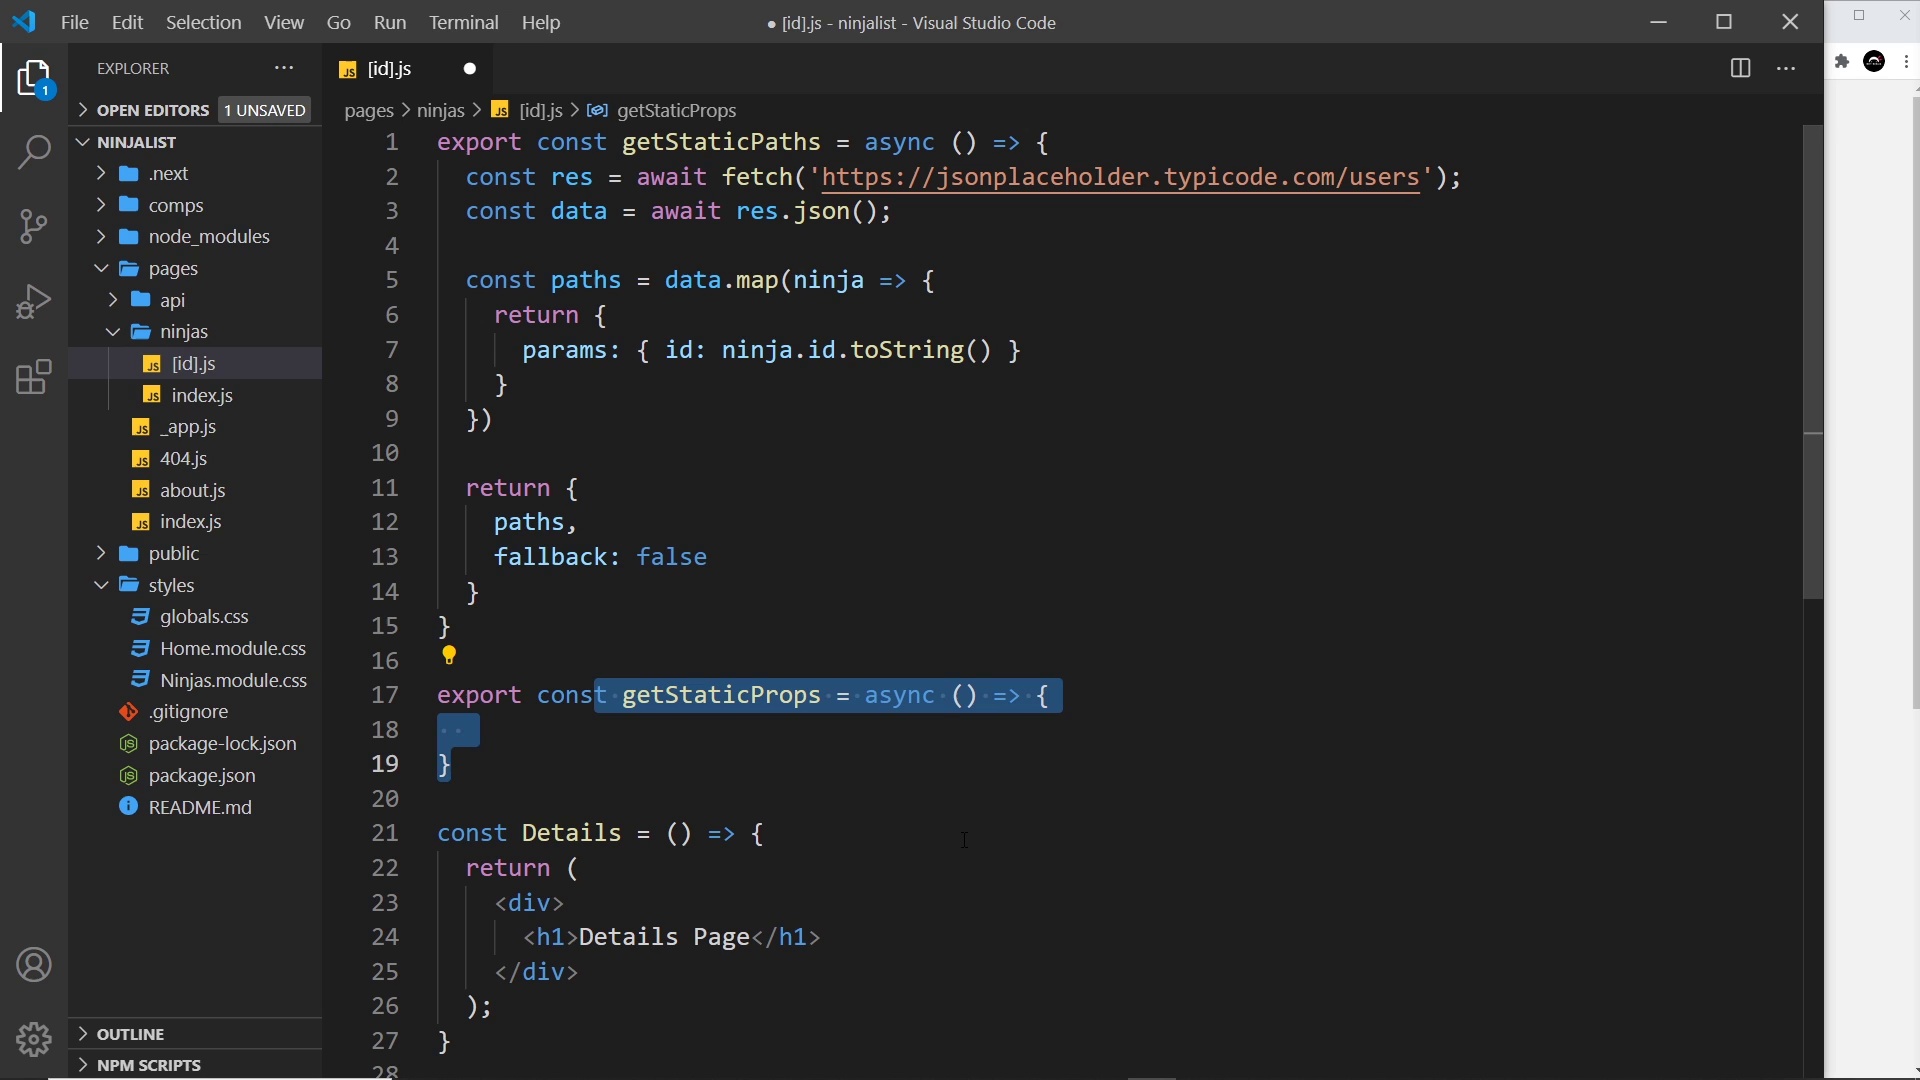 File Edit Selection View Go Run Terminal Help
● [id].js - ninjalist - Visual Studio Code
EXPLORER
OPEN EDITORS 1 UNSAVED
NINJALIST
.next
comps
node_modules
pages
api
ninjas
[id].js
index.js
_app.js
404.js
about.js
index.js
public
styles
globals.css
Home.module.css
Ninjas.module.css
.gitignore
package-lock.json
package.json
README.md
OUTLINE
NPM SCRIPTS
1
JS [id].js
pages > ninjas > JS [id].js > getStaticProps
1 export const getStaticPaths = async () => {
2 const res = await fetch('https://jsonplaceholder.typicode.com/users');
3 const data = await res.json();
4
5 const paths = data.map(ninja => {
6 return {
7 params: { id: ninja.id.toString() }
8 }
9 })
10
11 return {
12 paths,
13 fallback: false
14 }
15 }
16
17 export const getStaticProps = async () => {
18
19 }
20
21 const Details = () => {
22 return (
23 <div>
24 <h1>Details Page</h1>
25 </div>
26 );
27 }
28